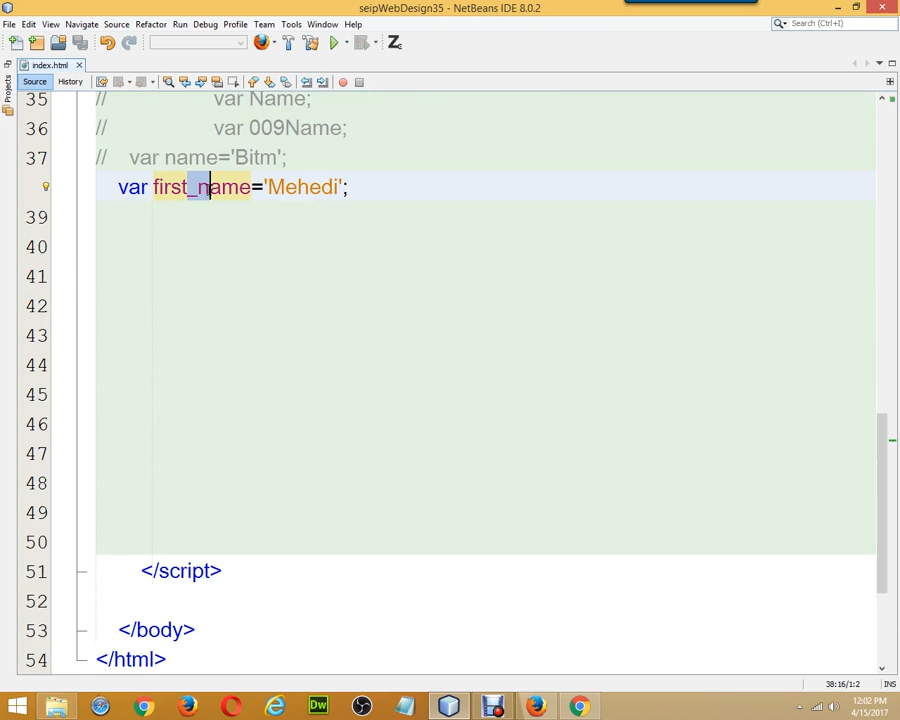 seipWebDesign35 - NetBeans IDE 8.0.2
File Edit View Navigate Source Refactor Run Debug Profile Team Tools Window Help
Search (Ctrl+I)
index.html
Source History
Projects
35 // var Name;
36 // var 009Name;
37 // var name='Bitm';
var first_name='Mehedi';
39
40
41
42
43
44
45
46
47
48
49
50
51 </script>
52
53 </body>
54 </html>
38:16/1:2 INS
Dw
12:02 PM
4/15/2017